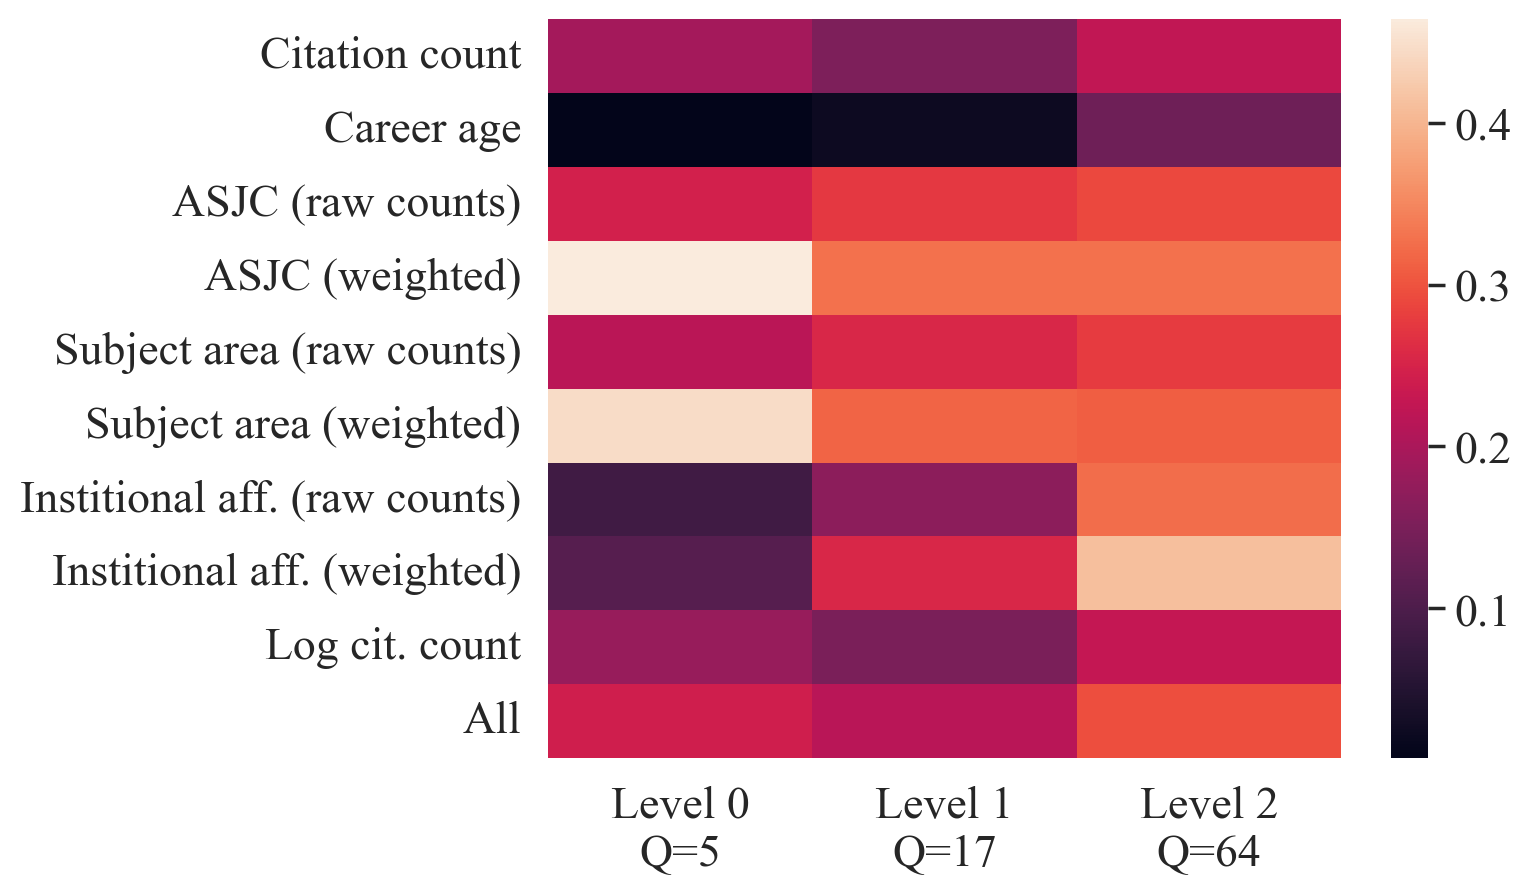 Citation count
Career age
ASJC (raw counts)
ASJC (weighted)
Subject area (raw counts)
Subject area (weighted)
Institional aff. (raw counts)
Institional aff. (weighted)
Log cit. count
All
Level 0
Q=5
Level 1
Q=17
Level 2
Q=64
0.4
0.3
0.2
0.1